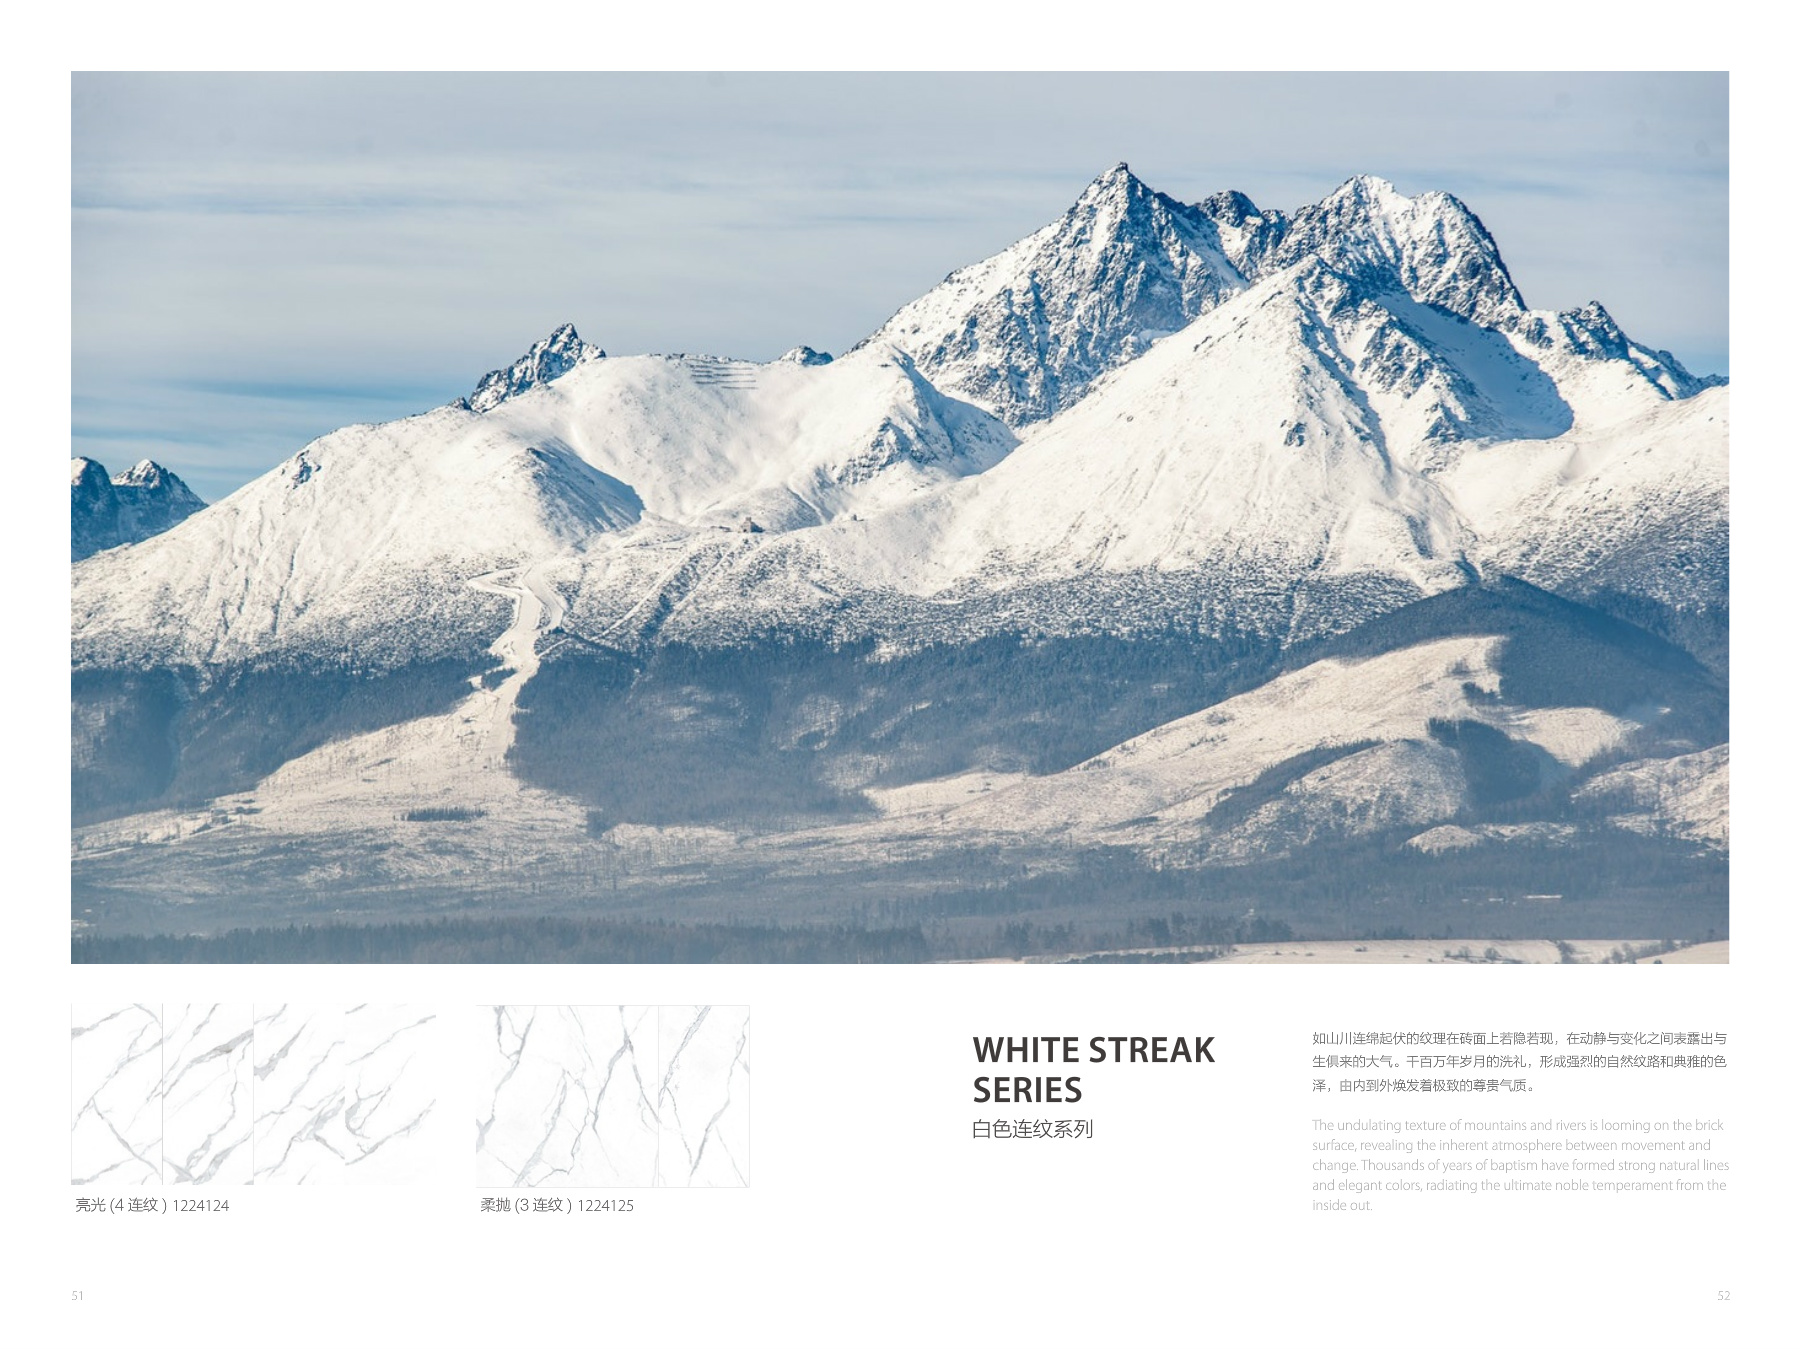 亮光 (4 连纹 ) 1224124
柔抛 (3 连纹 ) 1224125
WHITE STREAK
SERIES
白色连纹系列
如山川连绵起伏的纹理在砖面上若隐若现，在动静与变化之间表露出与
生俱来的大气。千百万年岁月的洗礼，形成强烈的自然纹路和典雅的色
泽，由内到外焕发着极致的尊贵气质。
The undulating texture of mountains and rivers is looming on the brick
surface, revealing the inherent atmosphere between movement and
change. Thousands of years of baptism have formed strong natural lines
and elegant colors, radiating the ultimate noble temperament from the
inside out.
51
52